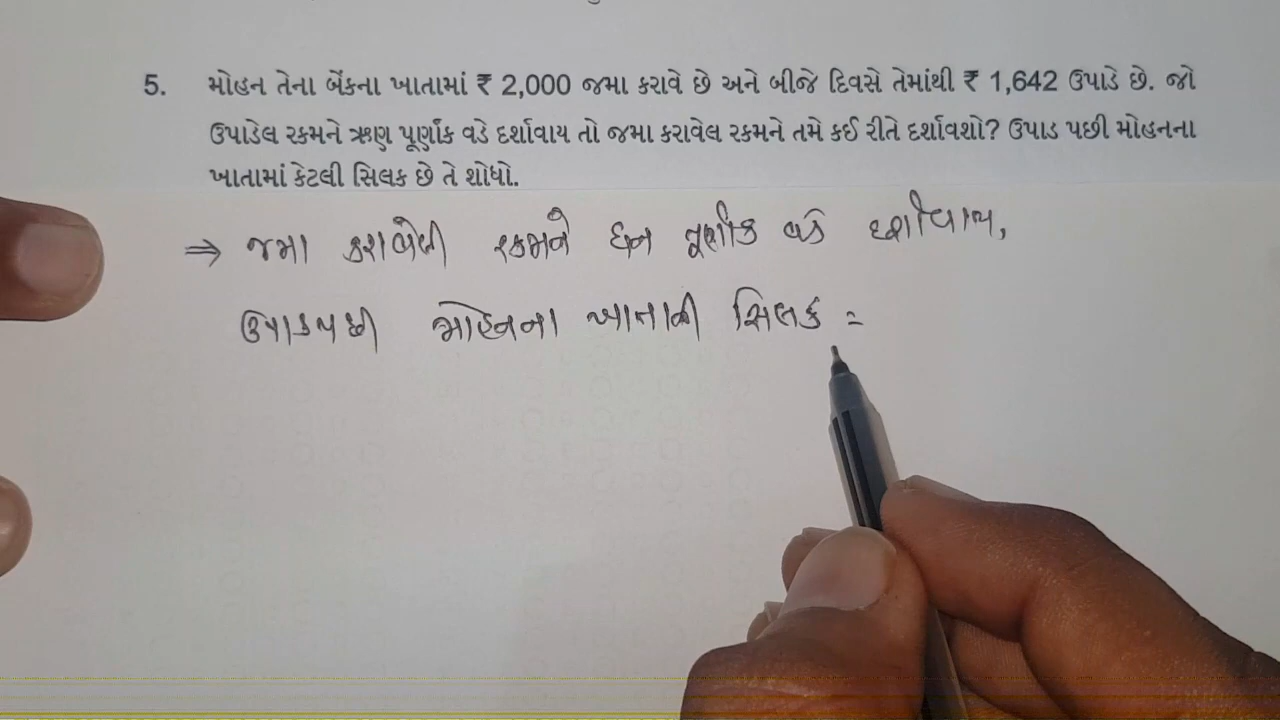 5. મોહન તેના બેંકના ખાતામાં ₹ 2,000 જમા કરાવે છે અને બીજે દિવસે તેમાંથી ₹ 1,642 ઉપાડે છે. જો
ઉપાડેલ રકમને ઋણ પૂર્ણાંક વડે દર્શાવાય તો જમા કરાવેલ રકમને તમે કઈ રીતે દર્શાવશો? ઉપાડ પછી મોહનના
ખાતામાં કેટલી સિલક છે તે શોધો.
⇒ જમા કરાવેલી રકમને ધન પૂર્ણાંક વડે દર્શાવાય,
ઉપાડ પછી મોહનના ખાતાની સિલક =